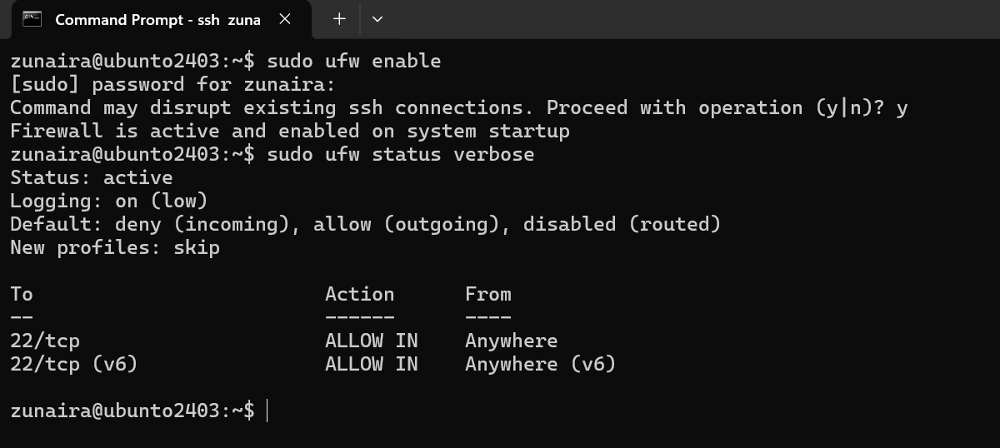 Command Prompt - ssh  zuna
zunaira@ubunto2403:~$ sudo ufw enable
[sudo] password for zunaira:
Command may disrupt existing ssh connections. Proceed with operation (y|n)? y
Firewall is active and enabled on system startup
zunaira@ubunto2403:~$ sudo ufw status verbose
Status: active
Logging: on (low)
Default: deny (incoming), allow (outgoing), disabled (routed)
New profiles: skip
To                         Action      From
--                         ------      ----
22/tcp                     ALLOW IN    Anywhere
22/tcp (v6)                ALLOW IN    Anywhere (v6)
zunaira@ubunto2403:~$